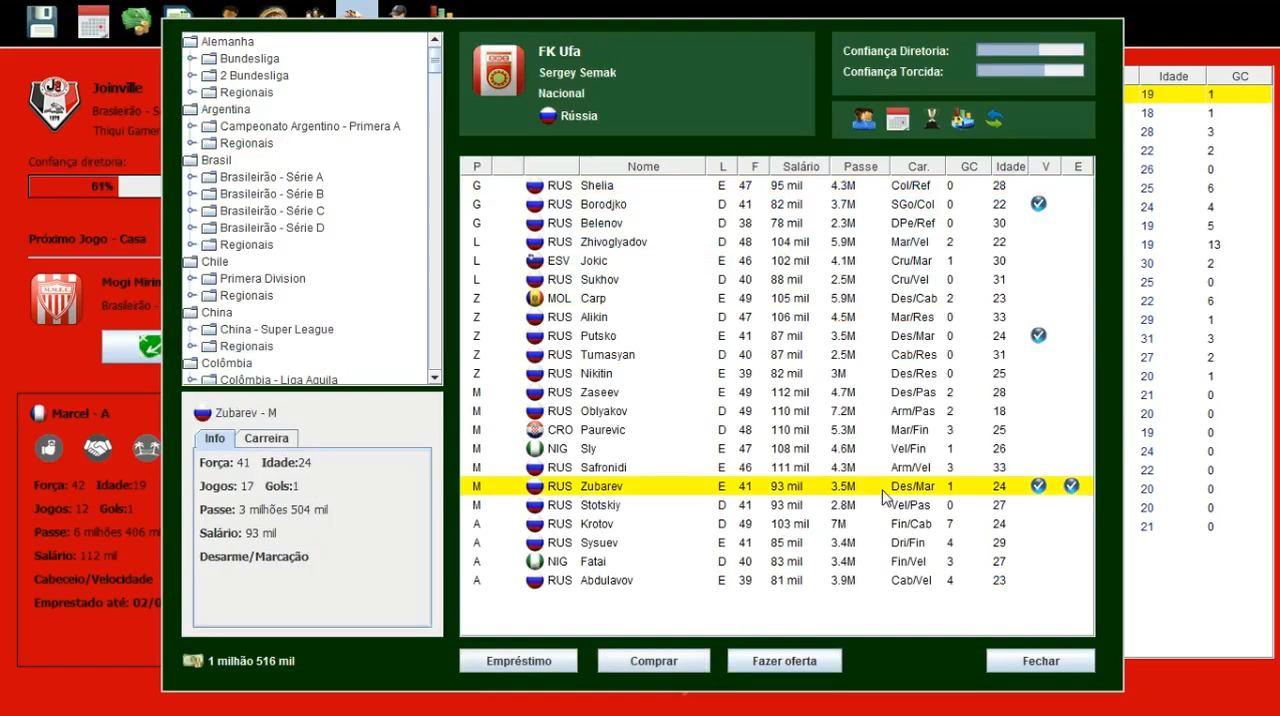 Joinville
Brasileirão - S
Thiqui Gamer
Confiança diretoria:
61%
Próximo Jogo - Casa
Mogi Mirin
Brasileirão -
Marcel - A
Força: 42 Idade:19
Jogos: 12 Gols:1
Passe: 6 milhões 406 m
Salário: 112 mil
Cabeceio/Velocidade
Emprestado até: 02/0
Alemanha
Bundesliga
2 Bundesliga
Regionais
Argentina
Campeonato Argentino - Primera A
Regionais
Brasil
Brasileirão - Série A
Brasileirão - Série B
Brasileirão - Série C
Brasileirão - Série D
Regionais
Chile
Primera Division
Regionais
China
China - Super League
Regionais
Colômbia
Colômbia - Liga Aguila
Zubarev - M
Info Carreira
Força: 41 Idade:24
Jogos: 17 Gols:1
Passe: 3 milhões 504 mil
Salário: 93 mil
Desarme/Marcação
1 milhão 516 mil
FK Ufa
Sergey Semak
Nacional
Rússia
Confiança Diretoria:
Confiança Torcida:
P Nome L F Salário Passe Car. GC Idade V E
G RUS Shelia E 47 95 mil 4.3M Col/Ref 0 28
G RUS Borodjko D 41 82 mil 3.7M SGo/Col 0 22
G RUS Belenov D 38 78 mil 2.3M DPe/Ref 0 30
L RUS Zhivoglyadov D 48 104 mil 5.9M Mar/Vel 2 22
L ESV Jokic E 46 102 mil 4.1M Cru/Mar 1 30
L RUS Sukhov D 40 88 mil 2.5M Cru/Vel 0 31
Z MOL Carp E 49 105 mil 5.9M Des/Cab 2 23
Z RUS Alikin D 47 106 mil 4.5M Mar/Res 0 33
Z RUS Putsko E 41 87 mil 3.5M Des/Mar 0 24
Z RUS Tumasyan D 40 87 mil 2.5M Cab/Res 0 31
Z RUS Nikitin E 39 82 mil 3M Des/Res 0 25
M RUS Zaseev E 49 112 mil 4.7M Des/Pas 2 28
M RUS Oblyakov D 49 110 mil 7.2M Arm/Pas 2 18
M CRO Paurevic D 48 110 mil 5.3M Mar/Fin 3 25
M NIG Sly E 47 108 mil 4.6M Vel/Fin 1 26
M RUS Safronidi E 46 111 mil 4.3M Arm/Vel 3 33
M RUS Zubarev E 41 93 mil 3.5M Des/Mar 1 24
M RUS Stotskiy D 41 93 mil 2.8M Vel/Pas 0 27
A RUS Krotov D 49 103 mil 7M Fin/Cab 7 24
A RUS Sysuev E 41 85 mil 3.4M Dri/Fin 4 29
A NIG Fatai D 40 83 mil 3.4M Fin/Vel 3 27
A RUS Abdulavov E 39 81 mil 3.9M Cab/Vel 4 23
Empréstimo Comprar Fazer oferta Fechar
Idade GC
19 1
18 1
28 3
22 2
26 0
25 6
24 4
19 5
19 13
30 2
25 0
22 6
29 1
31 3
27 2
20 1
21 0
20 0
19 0
24 0
22 0
20 0
20 0
21 0